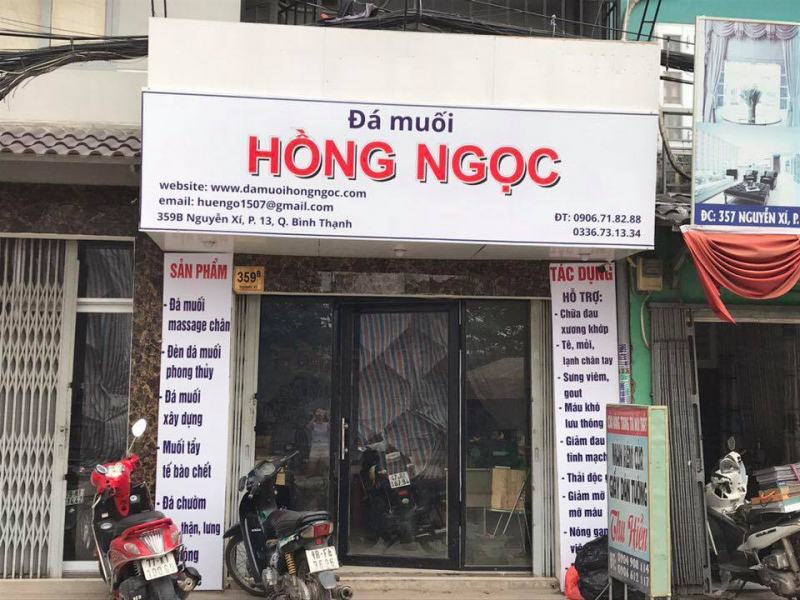 Đá muối
HỒNG NGỌC
website: www.damuoihongngoc.com
email: huengo1507@gmail.com
359B Nguyễn Xí, P. 13, Q. Bình Thạnh
ĐT: 0906.71.82.88
0336.73.13.34
ĐC: 357 NGUYỄN XÍ, P.
SẢN PHẨM
- Đá muối
massage chân
- Đèn đá muối
phong thủy
- Đá muối
xây dựng
- Muối tẩy
tế bào chết
- Đá chườm
thận, lưng
359B
TÁC DỤNG
HỖ TRỢ:
- Chữa đau
xương khớp
- Tê, mỏi,
lạnh chân tay
- Sưng viêm,
gout
- Máu khó
lưu thông
- Giảm đau
tĩnh mạch
- Thải độc
- Giảm mỡ
mỡ máu
- Nóng gan
Thu Hiền